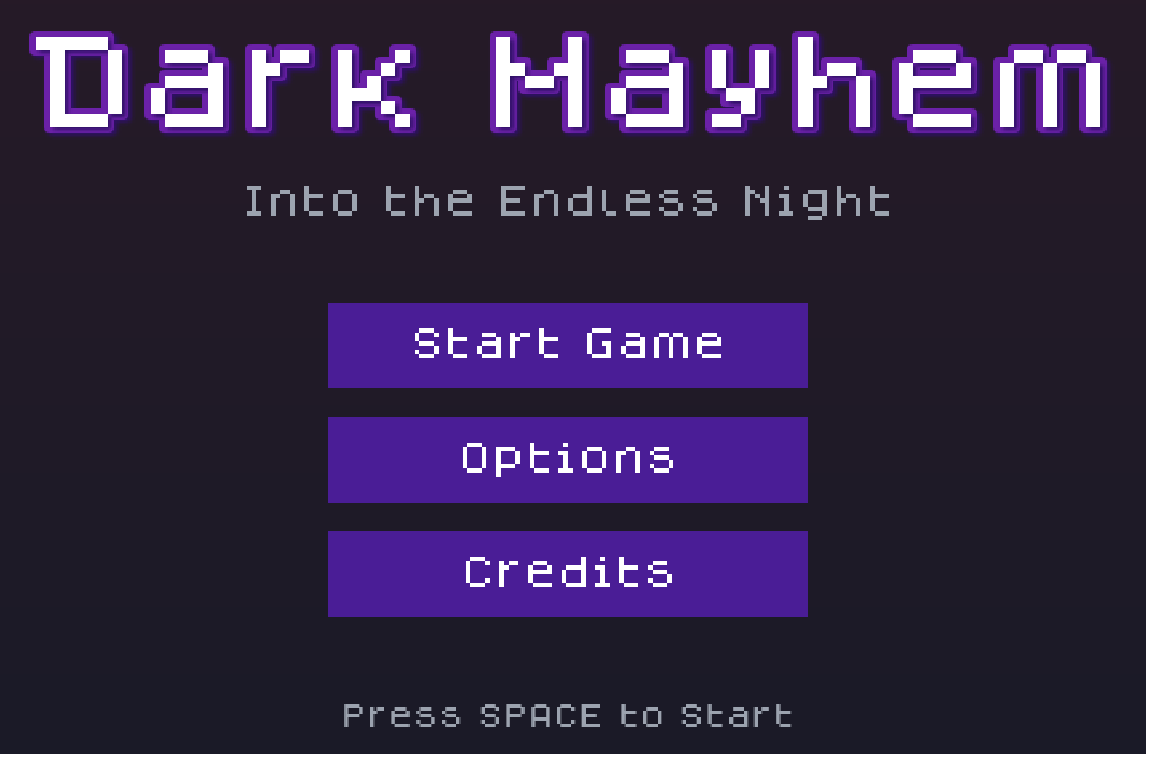 Dark Mayhem
Into the Endless Night
Start Game
Options
Credits
Press SPACE to Start